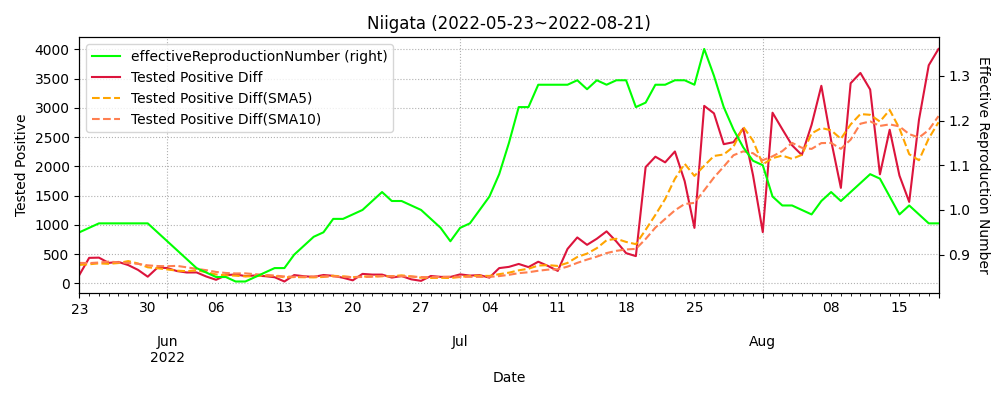 Niigata (2022-05-23~2022-08-21)
effectiveReproductionNumber (right)
Tested Positive Diff
Tested Positive Diff(SMA5)
Tested Positive Diff(SMA10)
Tested Positive
4000
3500
3000
2500
2000
1500
1000
500
0
1.3
1.2
1.1
1.0
0.9
Effective Reproduction Number
23 30 06 13 20 27 04 11 18 25 08 15
Jun Jul Aug
2022
Date